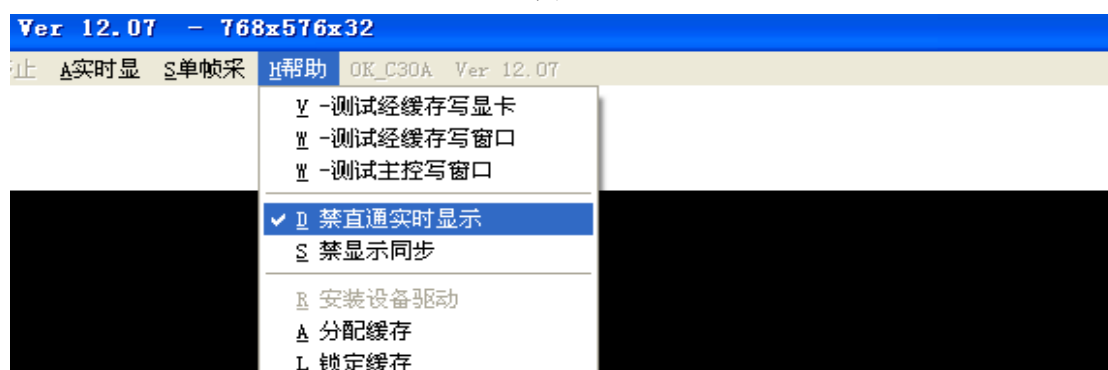 Ver 12.07 - 768x576x32
止 A实时显 S单帧采 H帮助 OK_C30A Ver 12.07
V -测试经缓存写显卡
W -测试经缓存写窗口
W -测试主控写窗口
✓ D 禁直通实时显示
S 禁显示同步
R 安装设备驱动
A 分配缓存
L 锁定缓存